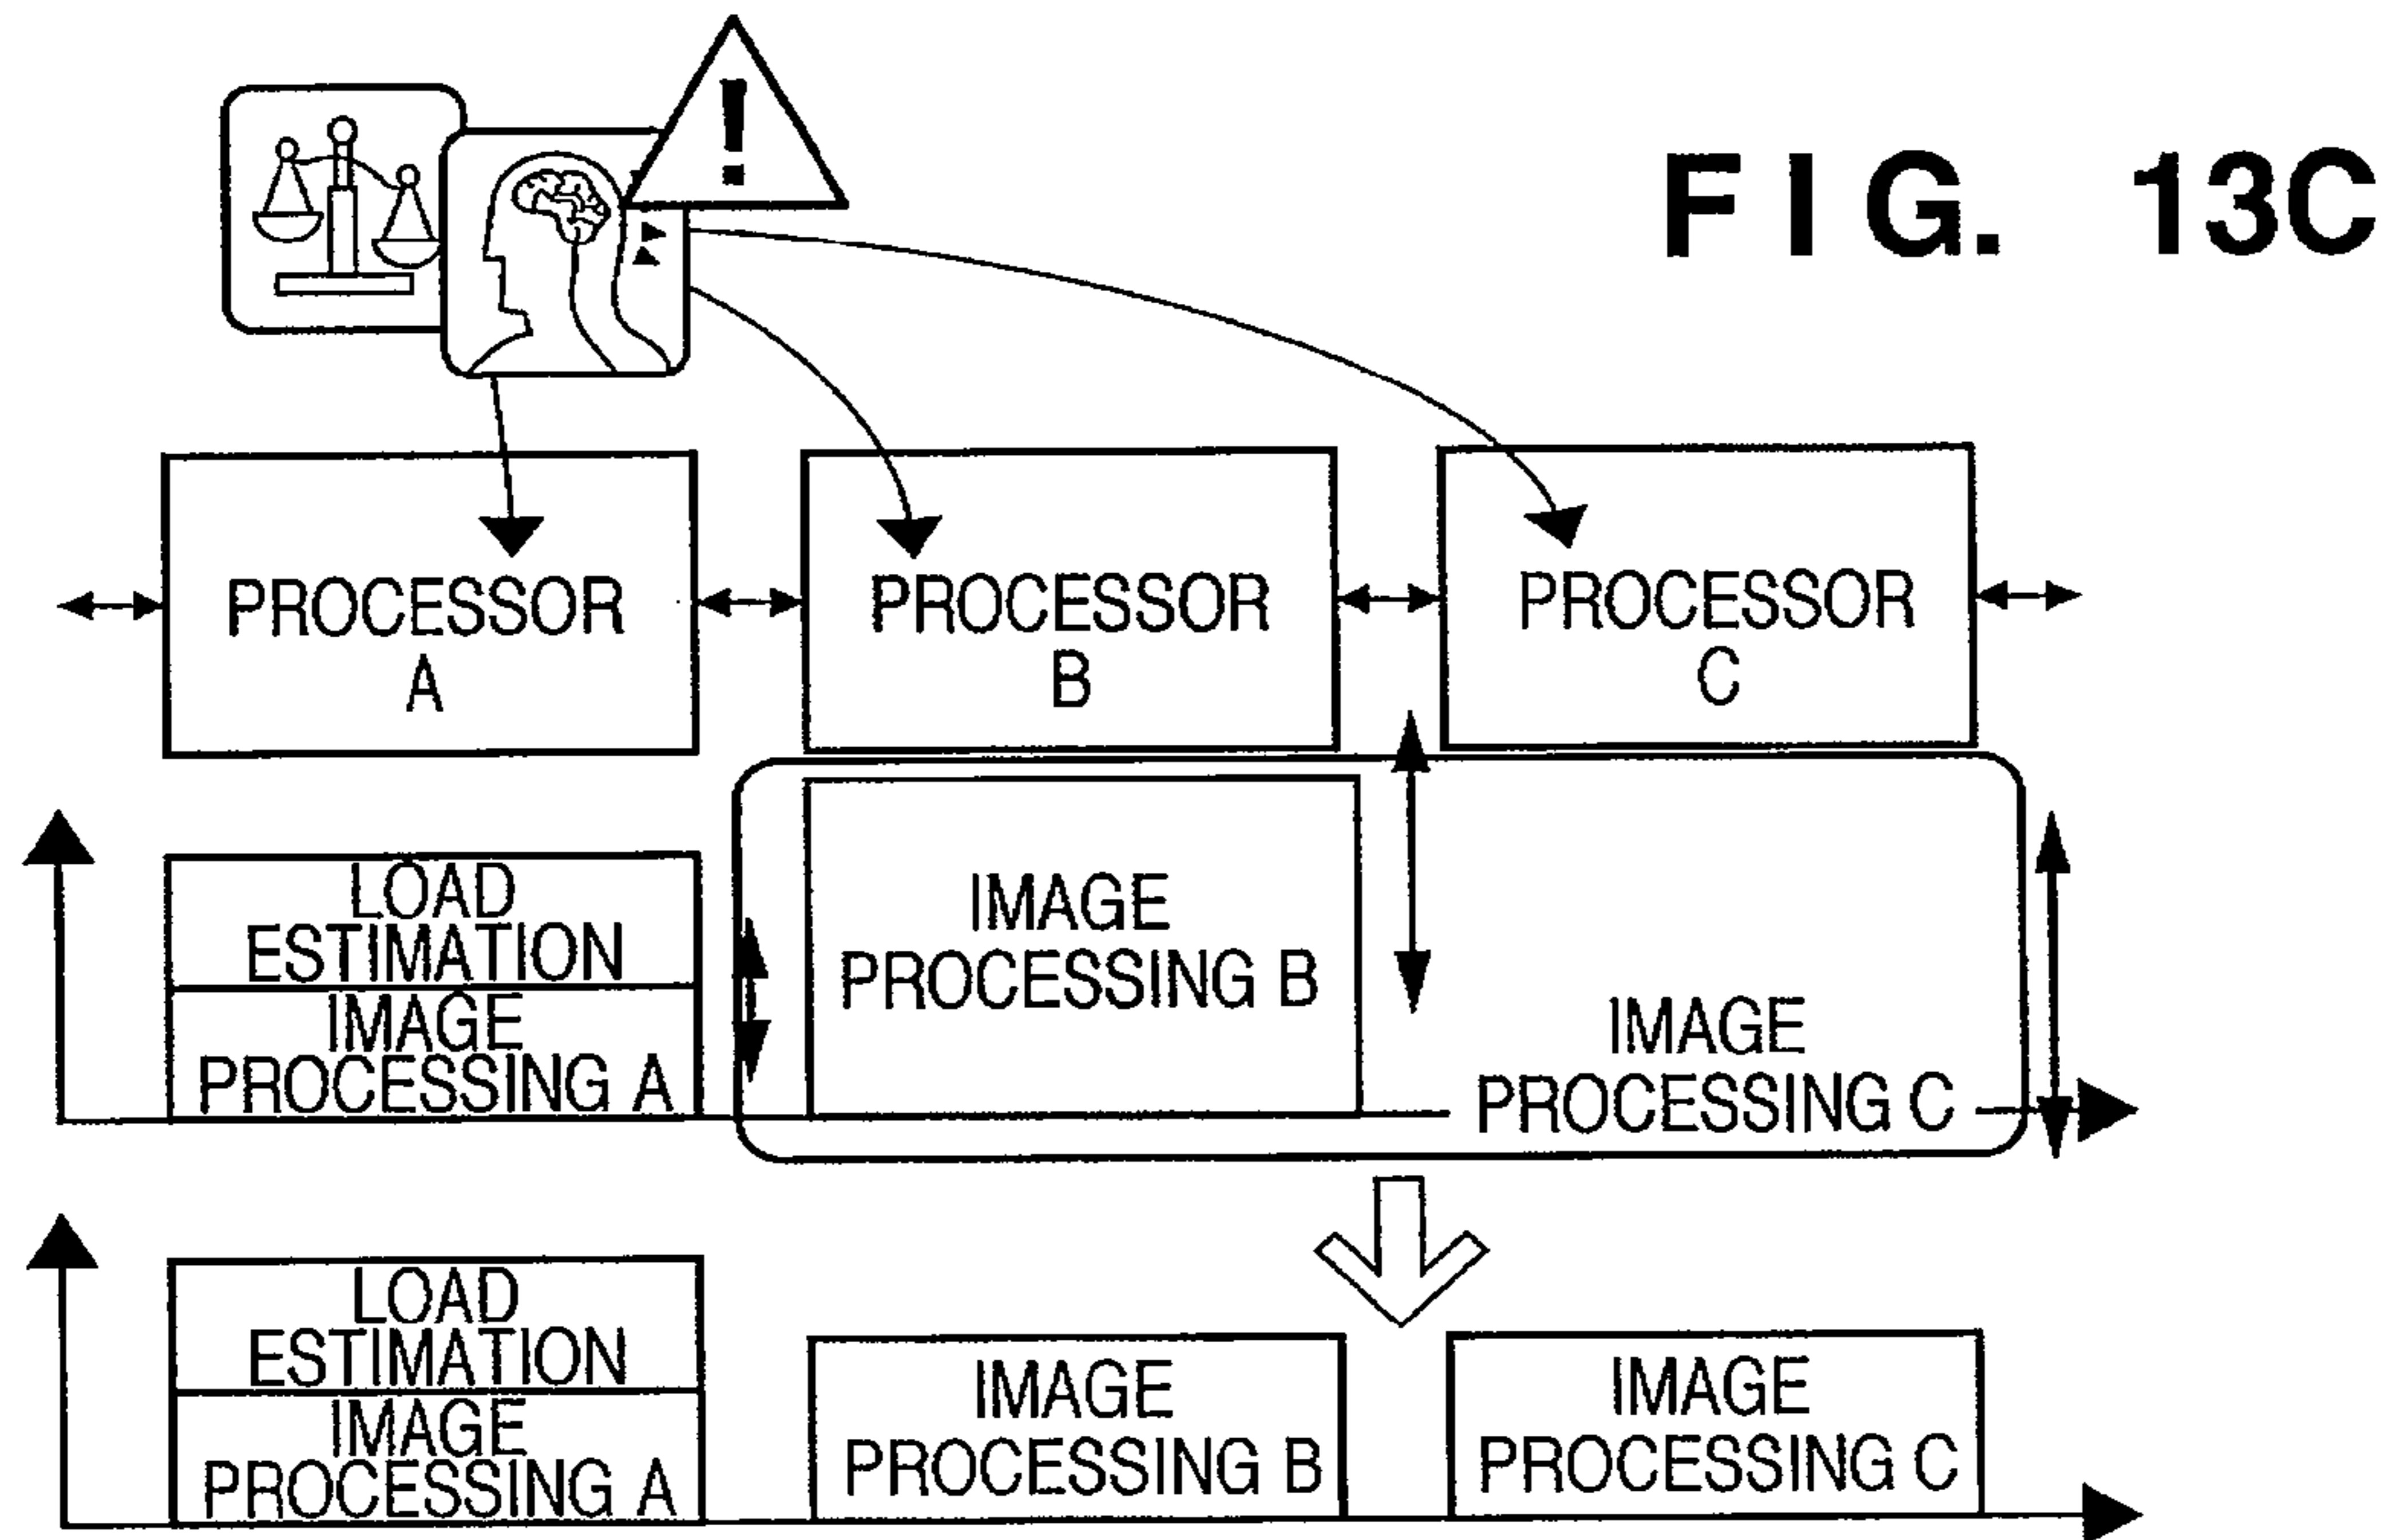 !
FIG. 13C
PROCESSOR
A
PROCESSOR
B
PROCESSOR
C
LOAD
ESTIMATION
IMAGE
PROCESSING A
IMAGE
PROCESSING B
IMAGE
PROCESSING C
LOAD
ESTIMATION
IMAGE
PROCESSING A
IMAGE
PROCESSING B
IMAGE
PROCESSING C